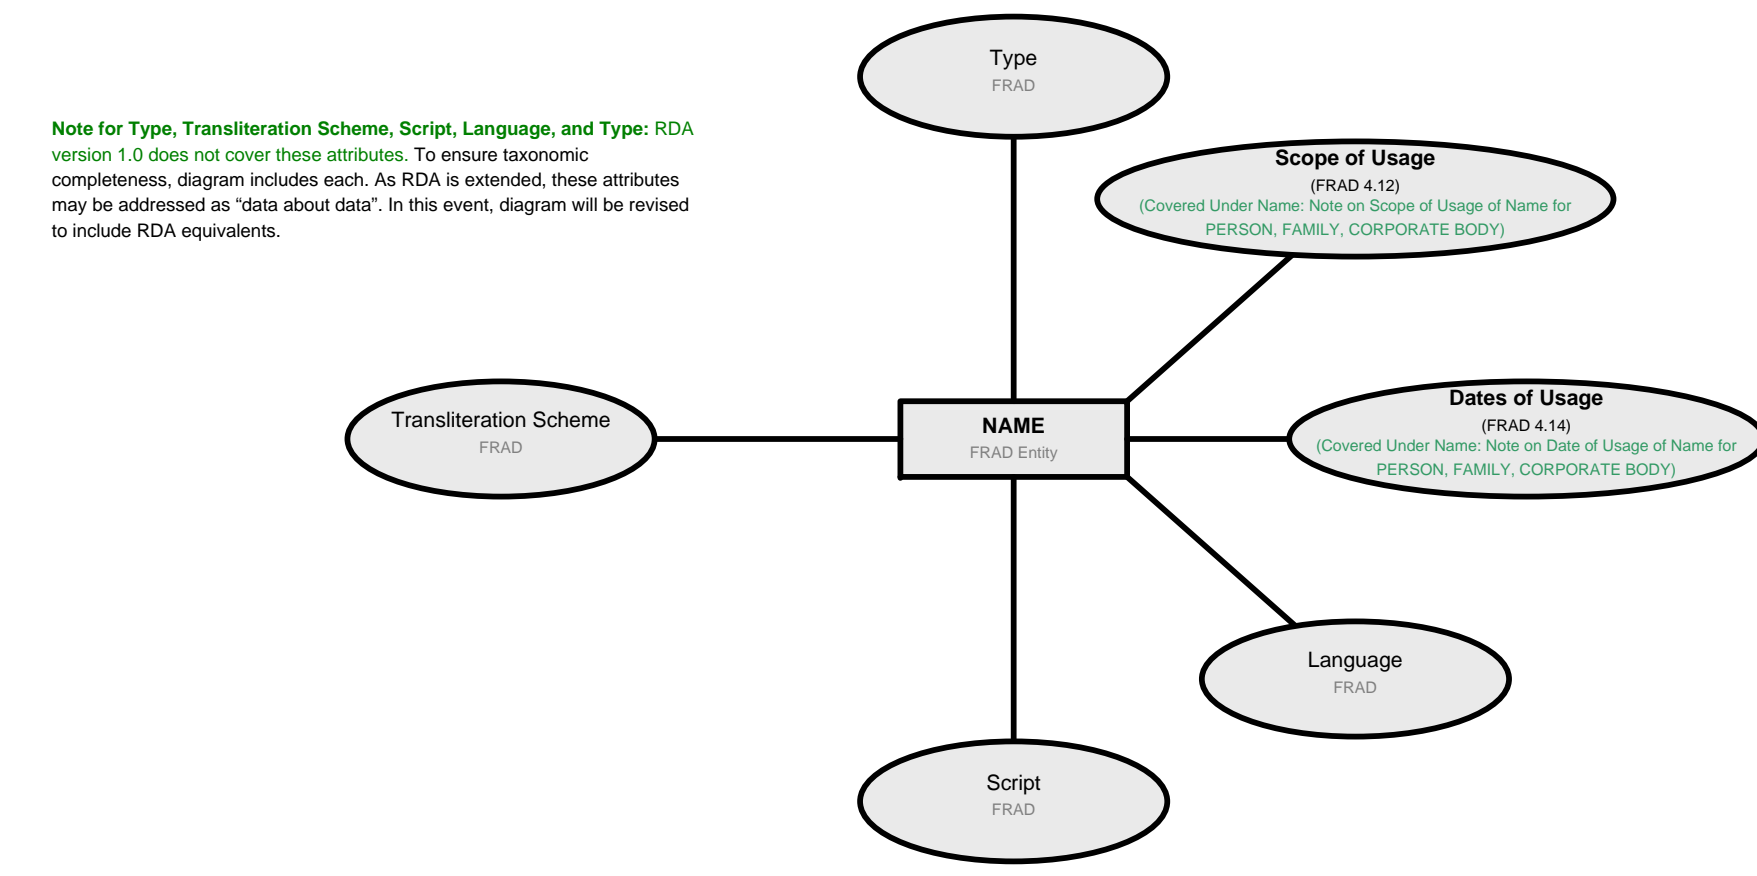 Type
FRAD
Note for Type, Transliteration Scheme, Script, Language, and Type: RDA
version 1.0 does not cover these attributes. To ensure taxonomic
completeness, diagram includes each. As RDA is extended, these attributes
may be addressed as “data about data”. In this event, diagram will be revised
to include RDA equivalents.
Scope of Usage
(FRAD 4.12)
(Covered Under Name: Note on Scope of Usage of Name for
PERSON, FAMILY, CORPORATE BODY)
Transliteration Scheme
FRAD
NAME
FRAD Entity
Dates of Usage
(FRAD 4.14)
(Covered Under Name: Note on Date of Usage of Name for
PERSON, FAMILY, CORPORATE BODY)
Language
FRAD
Script
FRAD